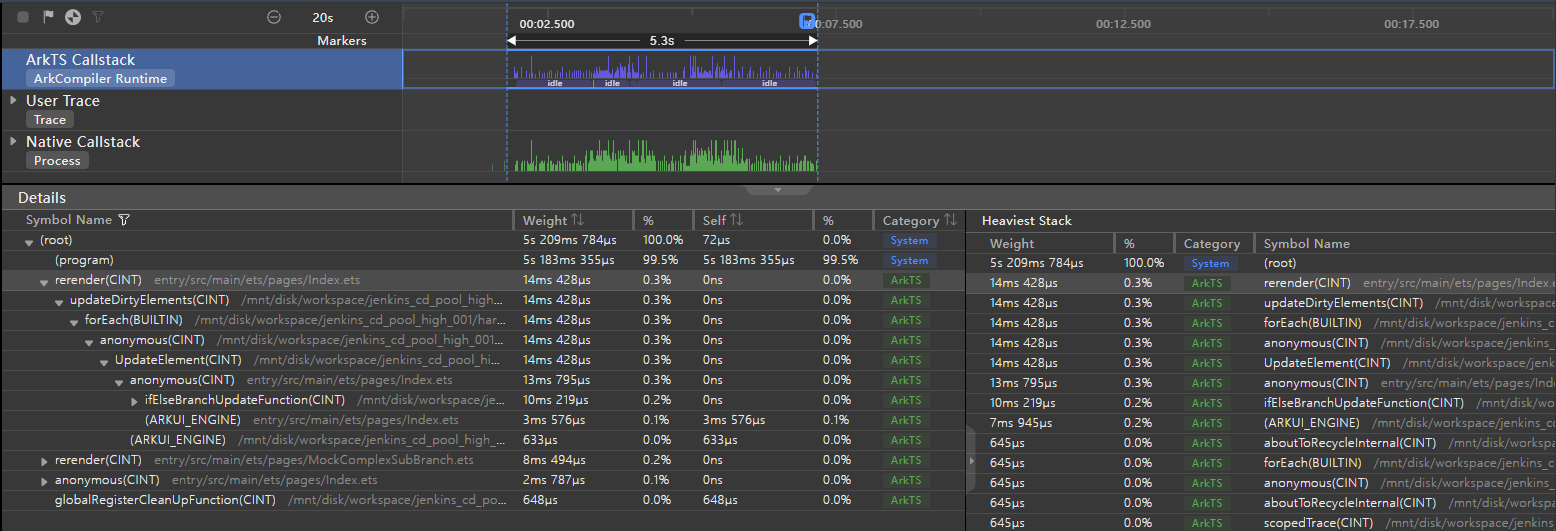 20s
00:02.500 00:07.500 00:12.500 00:17.500
Markers
5.3s
ArkTS Callstack
ArkCompiler Runtime
idle idle idle idle
User Trace
Trace
Native Callstack
Process
Details
Symbol Name Weight % Self % Category
(root) 5s 209ms 784μs 100.0% 72μs 0.0% System
(program) 5s 183ms 355μs 99.5% 5s 183ms 355μs 99.5% System
rerender(CINT) entry/src/main/ets/pages/Index.ets 14ms 428μs 0.3% 0ns 0.0% ArkTS
updateDirtyElements(CINT) /mnt/disk/workspace/jenkins_cd_pool_high... 14ms 428μs 0.3% 0ns 0.0% ArkTS
forEach(BUILTIN) /mnt/disk/workspace/jenkins_cd_pool_high_001/har... 14ms 428μs 0.3% 0ns 0.0% ArkTS
anonymous(CINT) /mnt/disk/workspace/jenkins_cd_pool_high_001... 14ms 428μs 0.3% 0ns 0.0% ArkTS
UpdateElement(CINT) /mnt/disk/workspace/jenkins_cd_pool_hi... 14ms 428μs 0.3% 0ns 0.0% ArkTS
anonymous(CINT) entry/src/main/ets/pages/Index.ets 13ms 795μs 0.3% 0ns 0.0% ArkTS
ifElseBranchUpdateFunction(CINT) /mnt/disk/workspace/je... 10ms 219μs 0.2% 0ns 0.0% ArkTS
(ARKUI_ENGINE) entry/src/main/ets/pages/Index.ets 3ms 576μs 0.1% 3ms 576μs 0.1% ArkTS
(ARKUI_ENGINE) /mnt/disk/workspace/jenkins_cd_pool_high_... 633μs 0.0% 633μs 0.0% ArkTS
rerender(CINT) entry/src/main/ets/pages/MockComplexSubBranch.ets 8ms 494μs 0.2% 0ns 0.0% ArkTS
anonymous(CINT) entry/src/main/ets/pages/Index.ets 2ms 787μs 0.1% 0ns 0.0% ArkTS
globalRegisterCleanUpFunction(CINT) /mnt/disk/workspace/jenkins_cd_po... 648μs 0.0% 648μs 0.0% ArkTS
Heaviest Stack
Weight % Category Symbol Name
5s 209ms 784μs 100.0% System (root)
14ms 428μs 0.3% ArkTS rerender(CINT) entry/src/main/ets/pages/Index.e
14ms 428μs 0.3% ArkTS updateDirtyElements(CINT) /mnt/disk/workspace
14ms 428μs 0.3% ArkTS forEach(BUILTIN) /mnt/disk/workspace/jenkins_
14ms 428μs 0.3% ArkTS anonymous(CINT) /mnt/disk/workspace/jenkins_
14ms 428μs 0.3% ArkTS UpdateElement(CINT) /mnt/disk/workspace/jenk
13ms 795μs 0.3% ArkTS anonymous(CINT) entry/src/main/ets/pages/Inde
10ms 219μs 0.2% ArkTS ifElseBranchUpdateFunction(CINT) /mnt/disk/wo
7ms 945μs 0.2% ArkTS (ARKUI_ENGINE) /mnt/disk/workspace/jenkins_c
645μs 0.0% ArkTS aboutToRecycleInternal(CINT) /mnt/disk/worksp
645μs 0.0% ArkTS forEach(BUILTIN) /mnt/disk/workspace/jenkins_
645μs 0.0% ArkTS anonymous(CINT) /mnt/disk/workspace/jenkins_
645μs 0.0% ArkTS aboutToRecycleInternal(CINT) /mnt/disk/worksp
645μs 0.0% ArkTS scopedTrace(CINT) /mnt/disk/workspace/jenkins